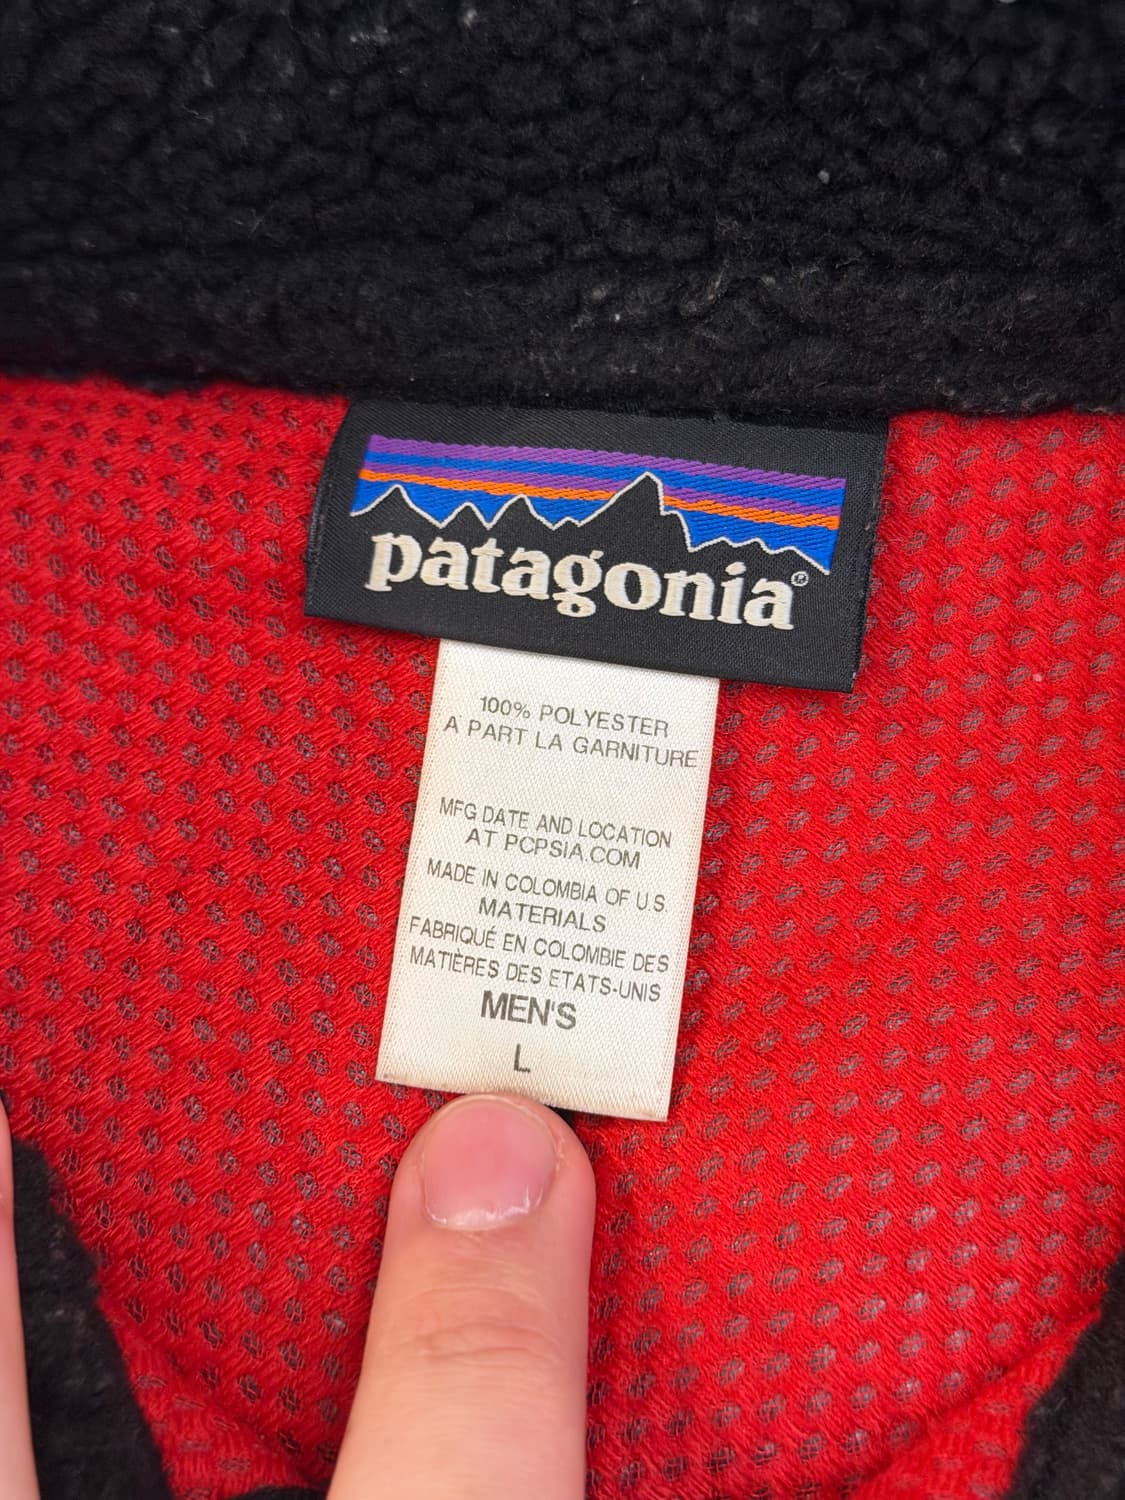 patagonia®
100% POLYESTER
A PART LA GARNITURE
MFG DATE AND LOCATION
AT PCPSIA.COM
MADE IN COLOMBIA OF U.S.
MATERIALS
FABRIQUÉ EN COLOMBIE DES
MATIÈRES DES ETATS-UNIS
MEN'S
L